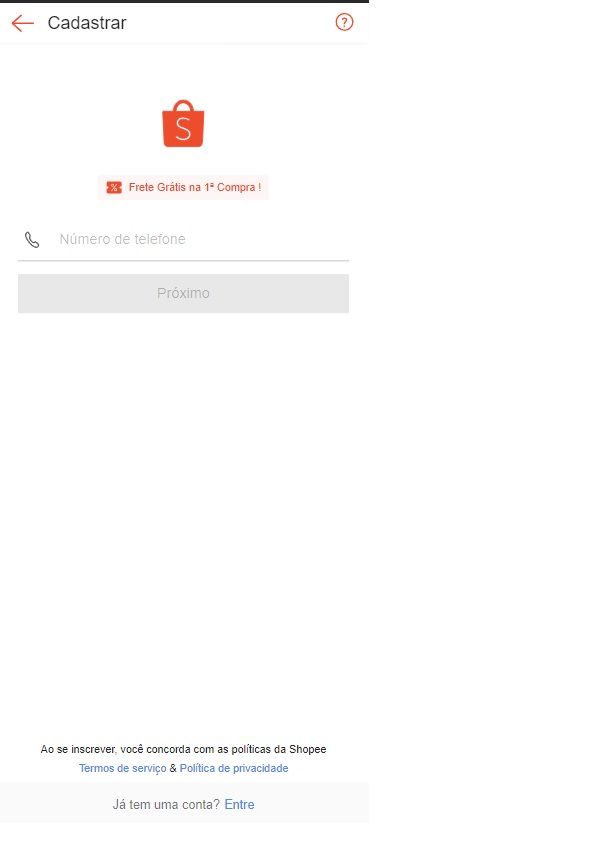 Cadastrar
?
S
% Frete Grátis na 1ª Compra !
Número de telefone
Próximo
Ao se inscrever, você concorda com as políticas da Shopee
Termos de serviço & Política de privacidade
Já tem uma conta? Entre